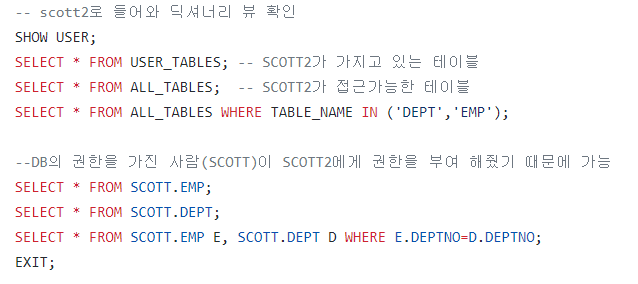 -- scott2로 들어와 딕셔너리 뷰 확인
SHOW USER;
SELECT * FROM USER_TABLES; -- SCOTT2가 가지고 있는 테이블
SELECT * FROM ALL_TABLES;  -- SCOTT2가 접근가능한 테이블
SELECT * FROM ALL_TABLES WHERE TABLE_NAME IN ('DEPT','EMP');
--DB의 권한을 가진 사람(SCOTT)이 SCOTT2에게 권한을 부여 해줬기 때문에 가능
SELECT * FROM SCOTT.EMP;
SELECT * FROM SCOTT.DEPT;
SELECT * FROM SCOTT.EMP E, SCOTT.DEPT D WHERE E.DEPTNO=D.DEPTNO;
EXIT;